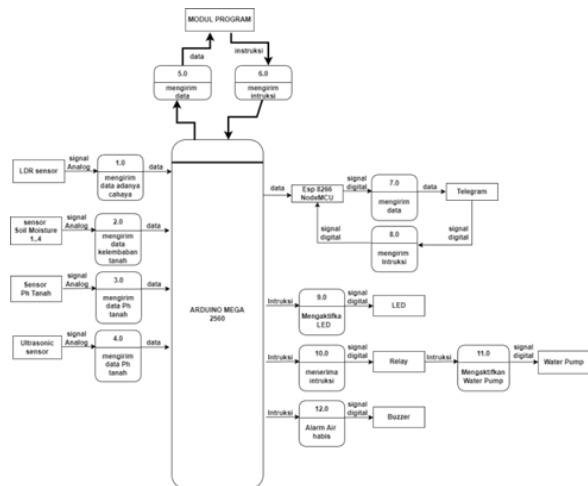 MODUL PROGRAM
data
instruksi
5.0
mengirim
data
6.0
mengirim
intruksi
LDR sensor
signal
Analog
1.0
mengirim
data adanya
cahaya
data
sensor
Soil Moisture
1..4
signal
Analog
2.0
mengirim
data
kelembaban
tanah
data
Sensor
Ph Tanah
signal
Analog
3.0
mengirim
data Ph
tanah
data
Ultrasonic
sensor
signal
Analog
4.0
mengirim
data Ph
tanah
data
ARDUINO MEGA
2560
data
Esp 8266
NodeMCU
signal
digital
7.0
mengirim
data
data
Telegram
signal
digital
8.0
mengirim
Intruksi
signal
digital
Intruksi
9.0
Mengaktifka
LED
signal
digital
LED
Intruksi
10.0
menerima
intruksi
signal
digital
Relay
Intruksi
11.0
Mengaktifkan
Water Pump
signal
digital
Water Pump
Intruksi
12.0
Alarm Air
habis
signal
digital
Buzzer